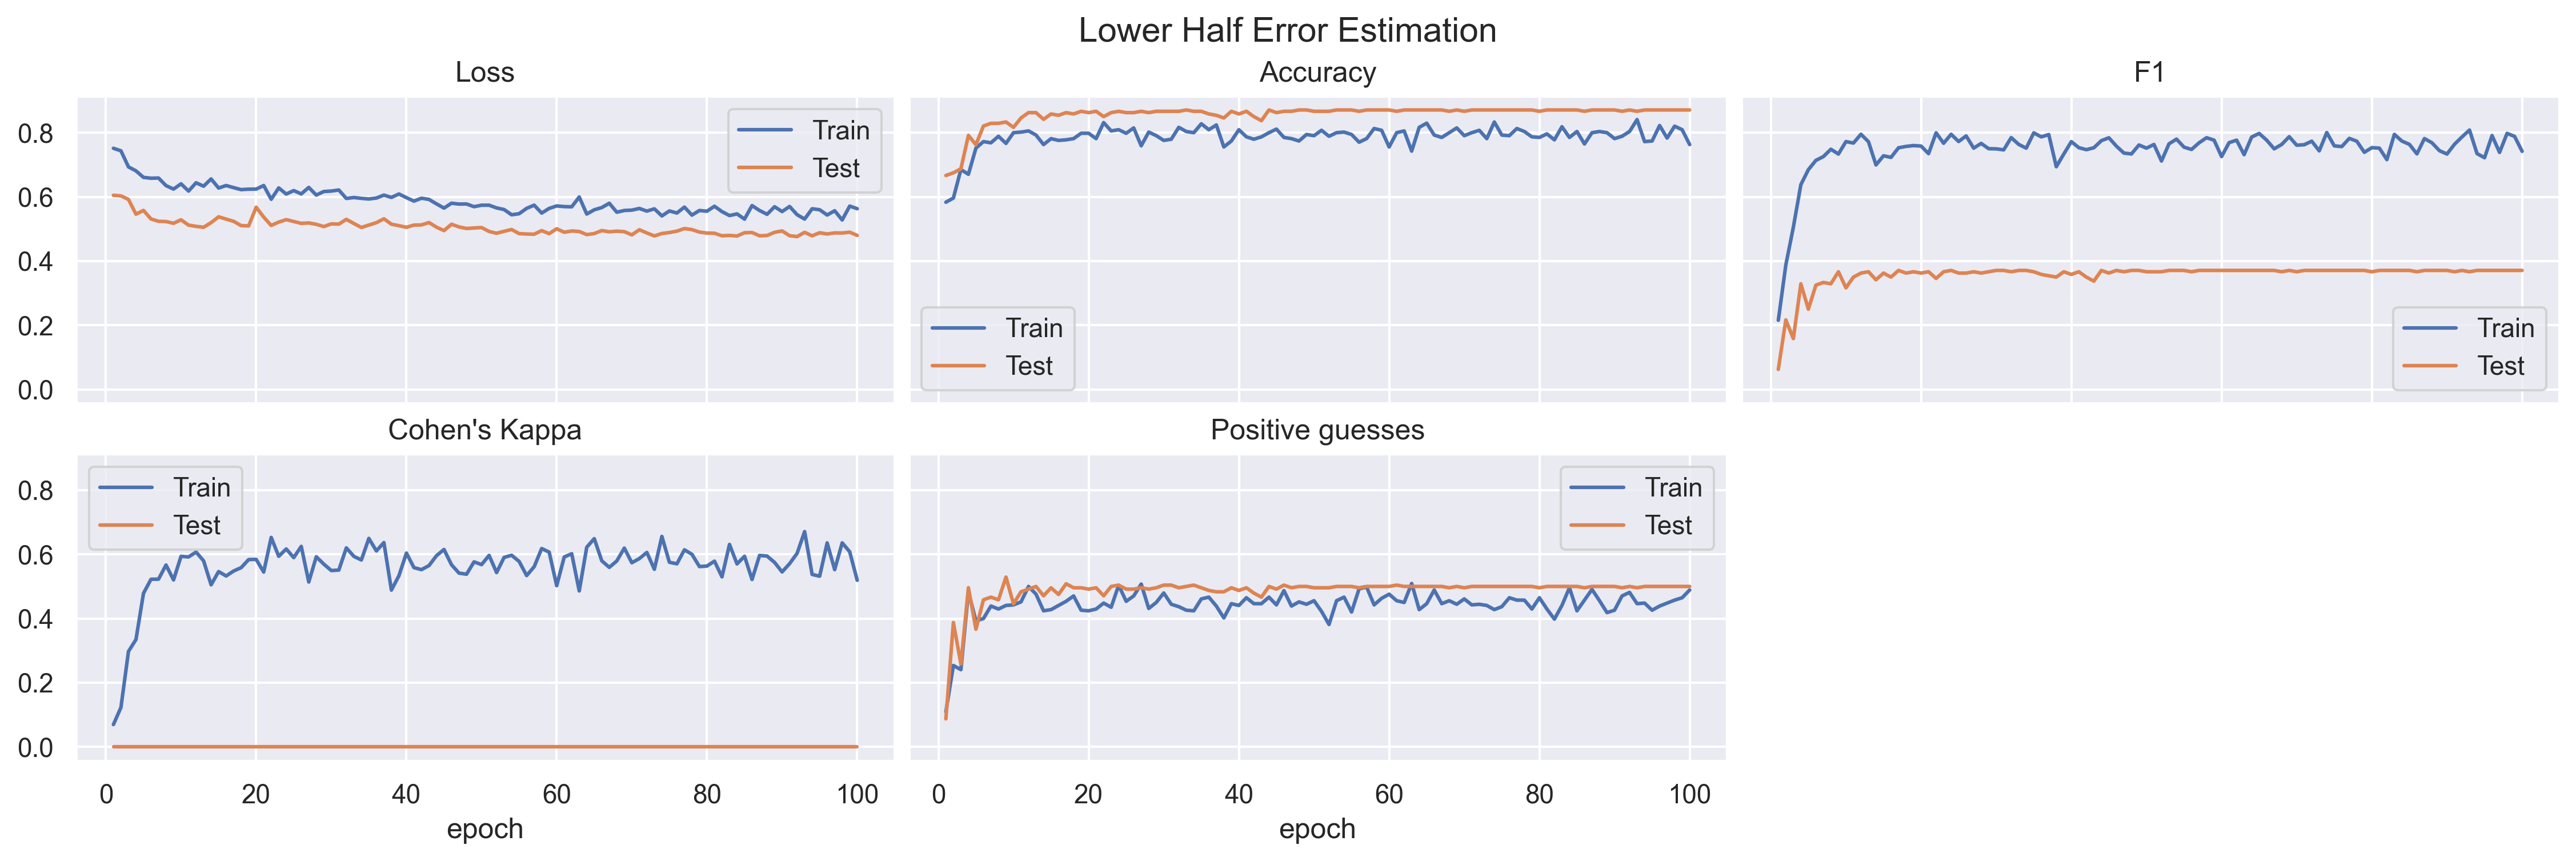 Lower Half Error Estimation
Loss
Accuracy
F1
0.8
0.6
0.4
0.2
0.0
Train
Test
Train
Test
Train
Test
Cohen's Kappa
Positive guesses
0.8
0.6
0.4
0.2
0.0
Train
Test
Train
Test
0 20 40 60 80 100
0 20 40 60 80 100
epoch
epoch